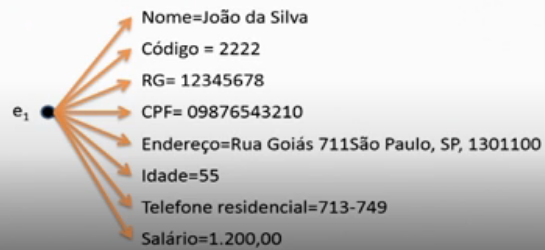 Nome=João da Silva
Código = 2222
RG= 12345678
e1 CPF= 09876543210
Endereço=Rua Goiás 711São Paulo, SP, 1301100
Idade=55
Telefone residencial=713-749
Salário=1.200,00